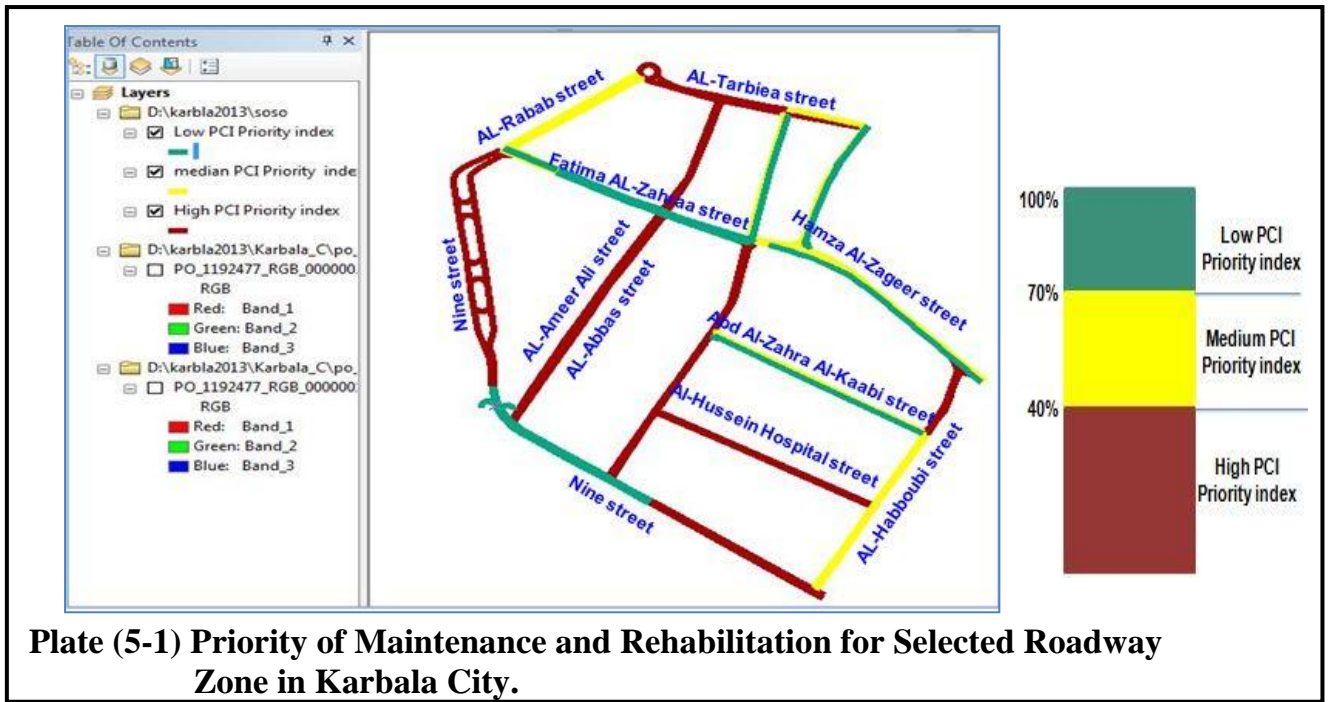 Table Of Contents
Layers
D:\karbla2013\soso
Low PCI Priority index
median PCI Priority inde
High PCI Priority index
D:\karbla2013\Karbala_C\po_
PO_1192477_RGB_000000
RGB
Red: Band_1
Green: Band_2
Blue: Band_3
D:\karbla2013\Karbala_C\po_
PO_1192477_RGB_000000
RGB
Red: Band_1
Green: Band_2
Blue: Band_3
AL-Rabab street
AL-Tarbiea street
Fatima AL-Zahraa street
Hamza Al-Zageer street
Nine street
AL-Ameer Ali street
AL-Abbas street
Abd Al-Zahra Al-Kaabi street
Al-Hussein Hospital street
AL-Habboubi street
Nine street
100%
Low PCI
Priority index
70%
Medium PCI
Priority index
40%
High PCI
Priority index
Plate (5-1) Priority of Maintenance and Rehabilitation for Selected Roadway
Zone in Karbala City.